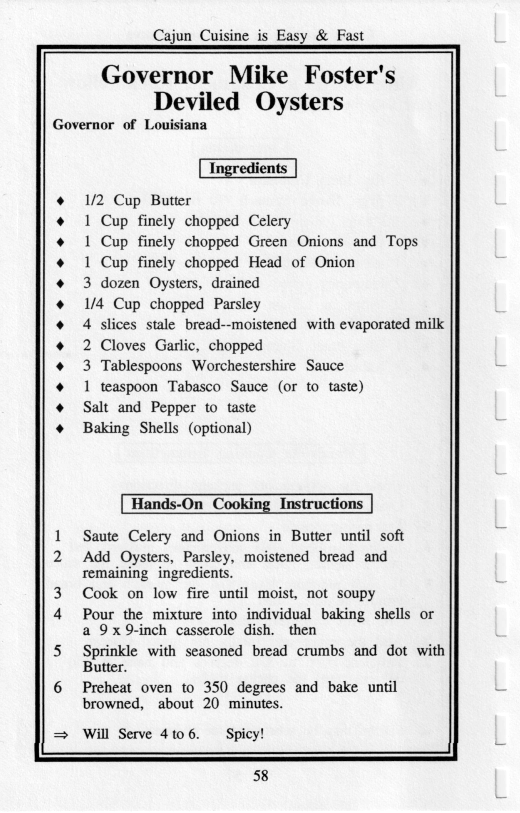 Cajun Cuisine is Easy & Fast
Governor Mike Foster's
Deviled Oysters
Governor of Louisiana
Ingredients
♦ 1/2 Cup Butter
♦ 1 Cup finely chopped Celery
♦ 1 Cup finely chopped Green Onions and Tops
♦ 1 Cup finely chopped Head of Onion
♦ 3 dozen Oysters, drained
♦ 1/4 Cup chopped Parsley
♦ 4 slices stale bread--moistened with evaporated milk
♦ 2 Cloves Garlic, chopped
♦ 3 Tablespoons Worchestershire Sauce
♦ 1 teaspoon Tabasco Sauce (or to taste)
♦ Salt and Pepper to taste
♦ Baking Shells (optional)
Hands-On Cooking Instructions
1 Saute Celery and Onions in Butter until soft
2 Add Oysters, Parsley, moistened bread and
remaining ingredients.
3 Cook on low fire until moist, not soupy
4 Pour the mixture into individual baking shells or
a 9 x 9-inch casserole dish. then
5 Sprinkle with seasoned bread crumbs and dot with
Butter.
6 Preheat oven to 350 degrees and bake until
browned, about 20 minutes.
⇒ Will Serve 4 to 6. Spicy!
58